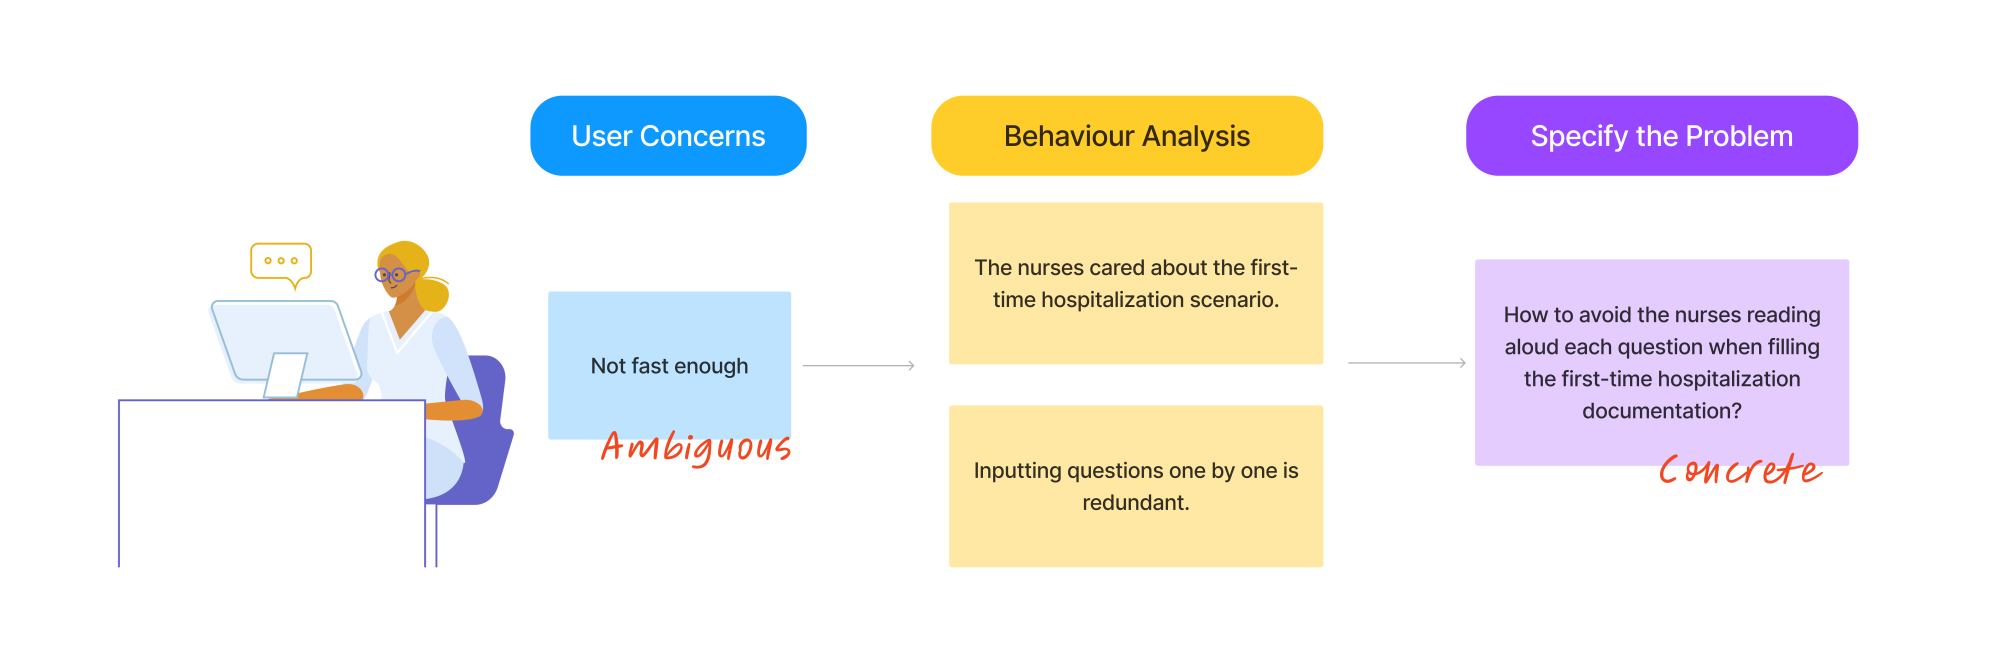 User Concerns
Behaviour Analysis
Specify the Problem
Not fast enough
Ambiguous
The nurses cared about the first-
time hospitalization scenario.
Inputting questions one by one is
redundant.
How to avoid the nurses reading
aloud each question when filling
the first-time hospitalization
documentation?
Concrete